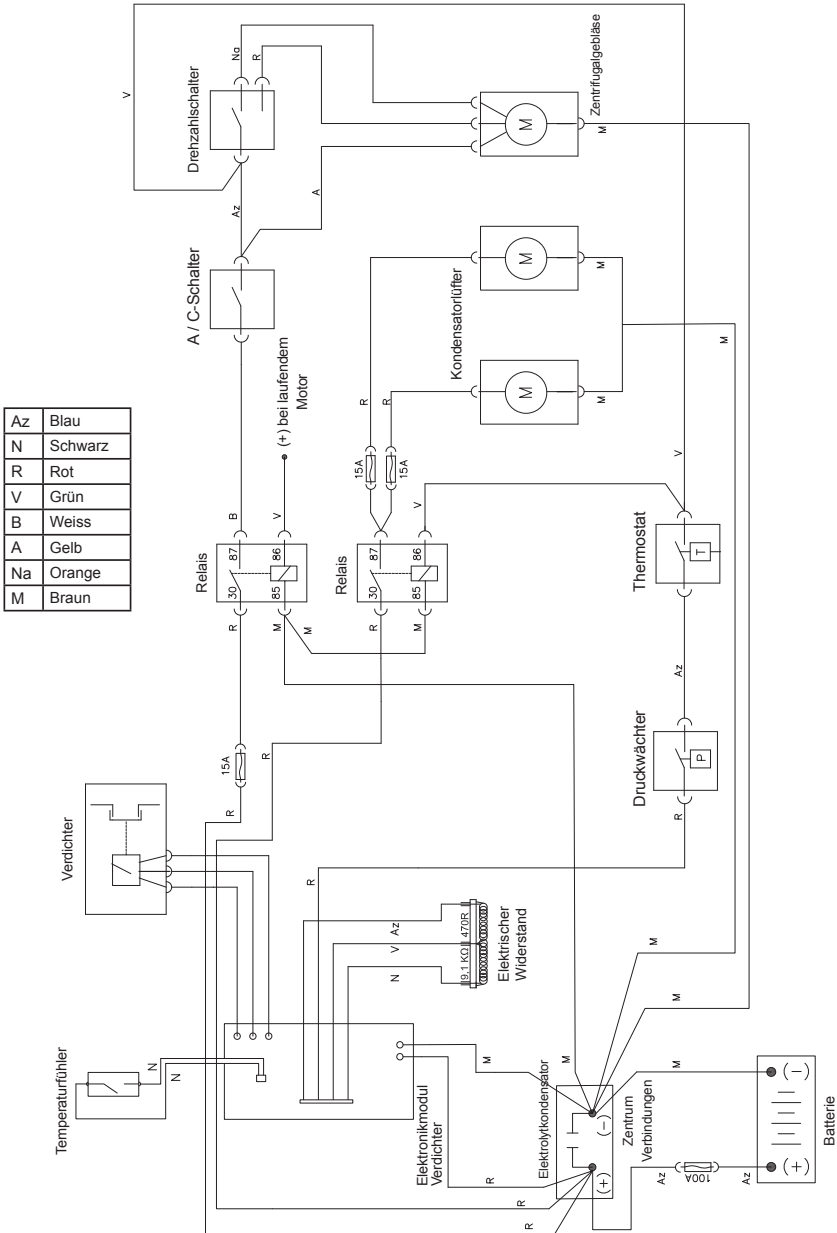 Az Blau
N Schwarz
R Rot
V Grün
B Weiss
A Gelb
Na Orange
M Braun
V
Na
R
Drehzahlschalter
Az
A
M
Zentrifugalgebläse
M
A / C-Schalter
M
M
Kondensatorlüfter
M
M
M
(+) bei laufendem
Motor
R
R
15A
15A
B
V
V
V
Relais
87
86
30
85
Relais
87
86
30
85
R
M
M
R
M
Thermostat
T
Az
Druckwächter
P
R
15A
R
R
Verdichter
R
Az
V
N
9,1 KΩ
470R
Elektrischer
Widerstand
Temperaturfühler
N
N
Elektronikmodul
Verdichter
M
R
R
R
M
M
M
M
Elektrolytkondensator
(+)
(-)
Zentrum
Verbindungen
Az
100A
Az
(+)
(-)
Batterie